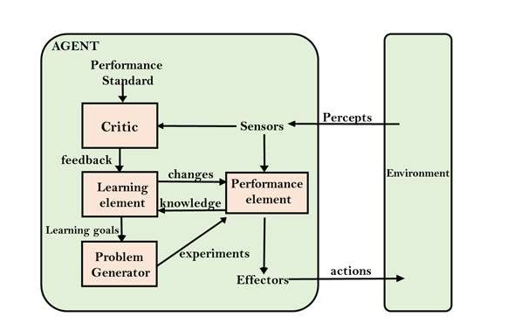 AGENT
Performance
Standard
Critic
Sensors
Percepts
feedback
changes
Learning
element
Performance
element
Environment
knowledge
Learning goals
Problem
Generator
experiments
Effectors
actions